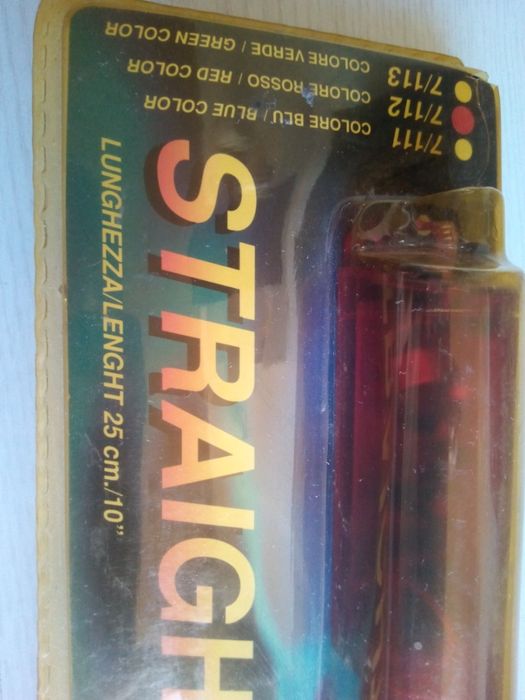 7/111 COLORE BLU / BLUE COLOR
7/112 COLORE ROSSO / RED COLOR
7/113 COLORE VERDE / GREEN COLOR
STRAIGH
LUNGHEZZA/LENGHT 25 cm./10”